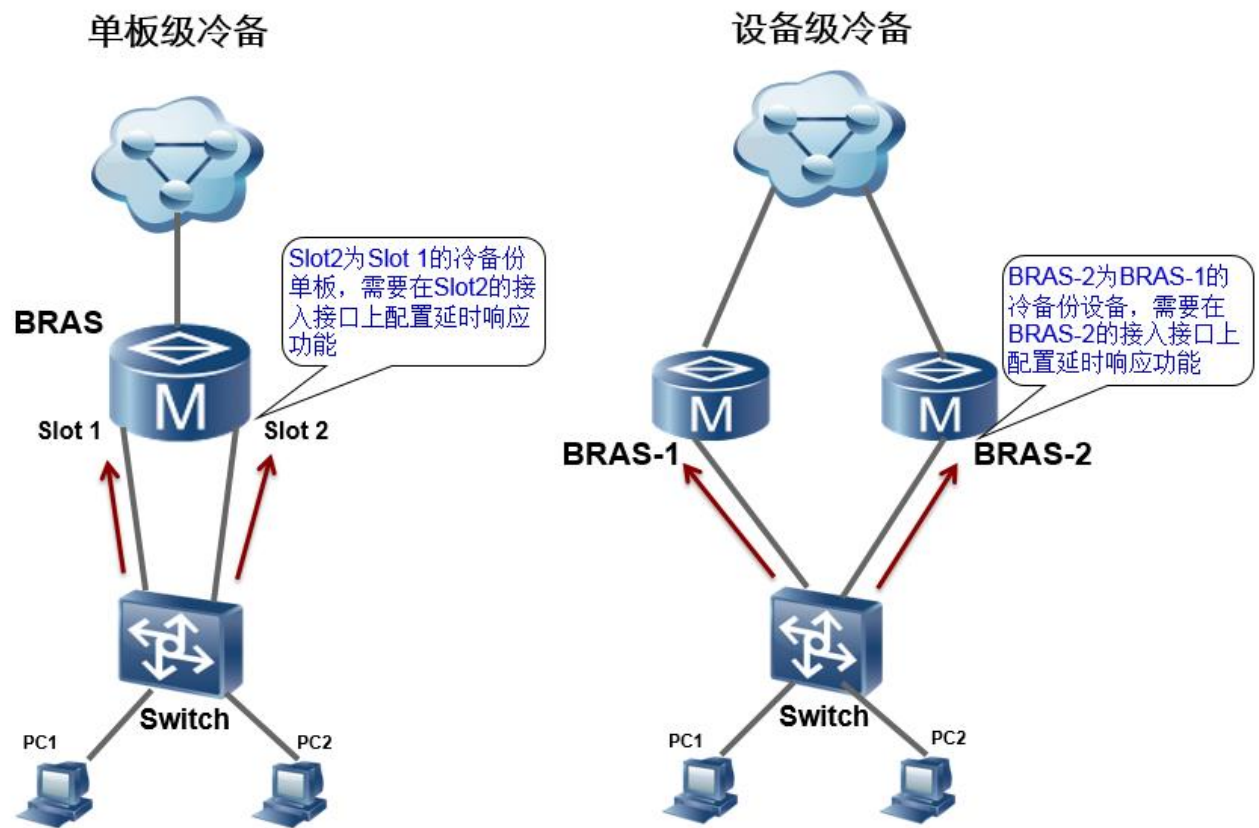 单板级冷备
Slot2为Slot 1的冷备份
单板，需要在Slot2的接
入接口上配置延时响应
功能
BRAS
M
Slot 1
Slot 2
Switch
PC1
PC2
设备级冷备
BRAS-2为BRAS-1的
冷备份设备，需要在
BRAS-2的接入接口上
配置延时响应功能
M
M
BRAS-1
BRAS-2
Switch
PC1
PC2